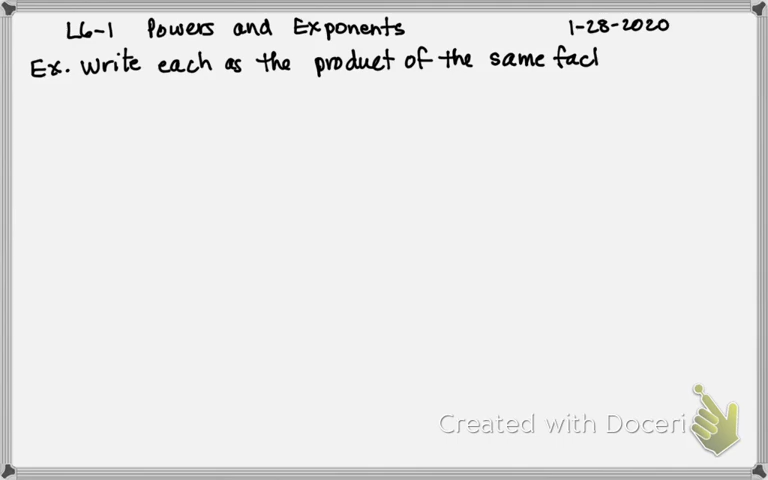 L6-1 Powers and Exponents 1-28-2020
Ex. Write each as the product of the same fact
Created with Doceri